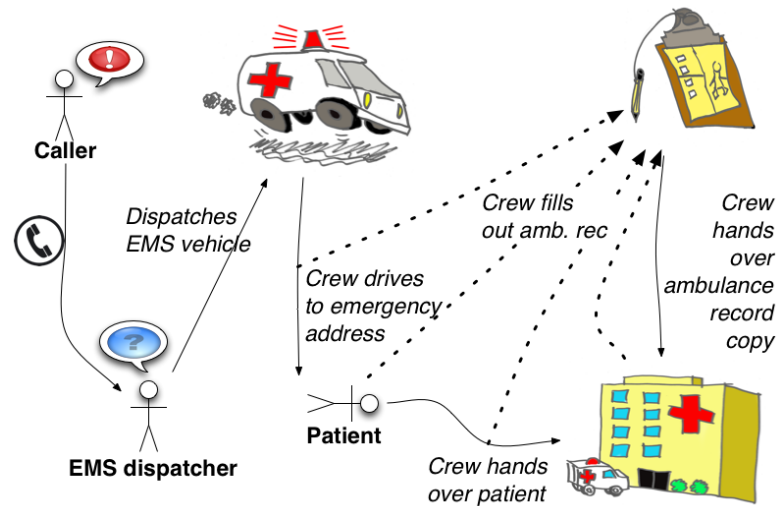 !
Caller
Dispatches
EMS vehicle
?
EMS dispatcher
Crew drives
to emergency
address
Patient
Crew fills
out amb. rec
Crew hands
over patient
Crew
hands
over
ambulance
record
copy